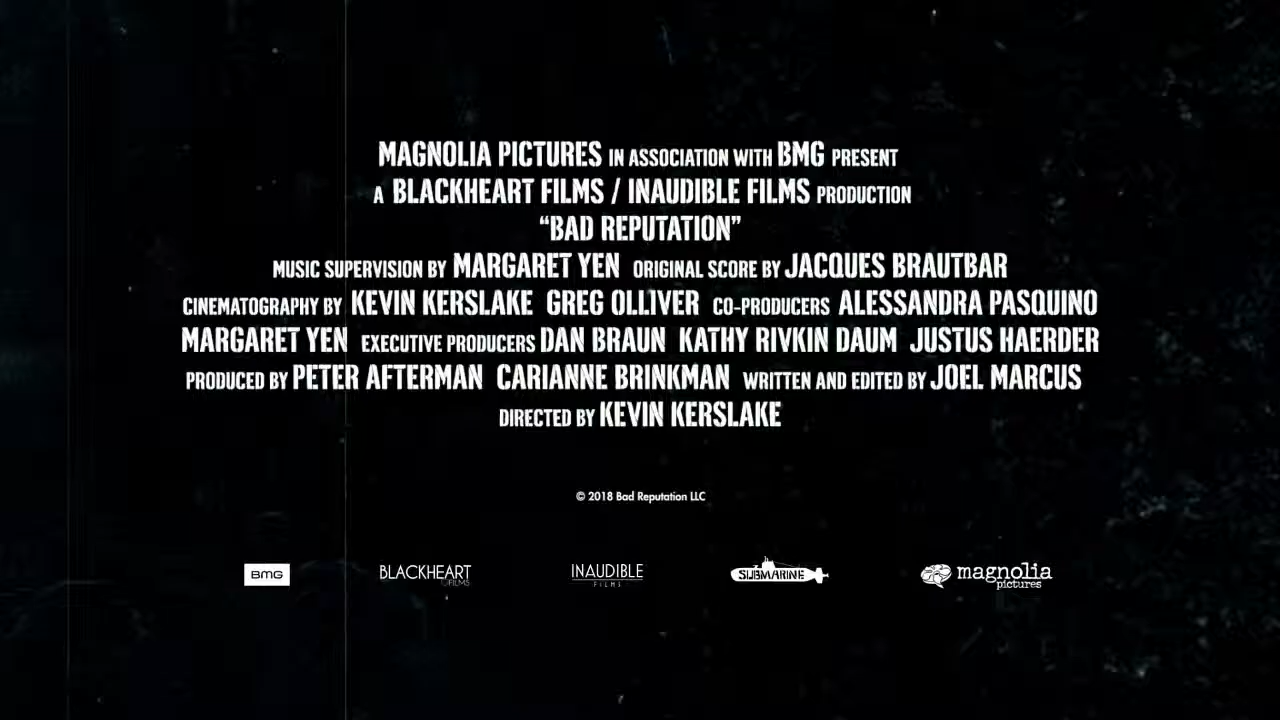 MAGNOLIA PICTURES IN ASSOCIATION WITH BMG PRESENT
A BLACKHEART FILMS / INAUDIBLE FILMS PRODUCTION
“BAD REPUTATION”
MUSIC SUPERVISION BY MARGARET YEN ORIGINAL SCORE BY JACQUES BRAUTBAR
CINEMATOGRAPHY BY KEVIN KERSLAKE GREG OLLIVER CO-PRODUCERS ALESSANDRA PASQUINO
MARGARET YEN EXECUTIVE PRODUCERS DAN BRAUN KATHY RIVKIN DAUM JUSTUS HAERDER
PRODUCED BY PETER AFTERMAN CARIANNE BRINKMAN WRITTEN AND EDITED BY JOEL MARCUS
DIRECTED BY KEVIN KERSLAKE
© 2018 Bad Reputation LLC
BMG
BLACKHEART
FILMS
INAUDIBLE
FILMS
SUBMARINE
magnolia
pictures